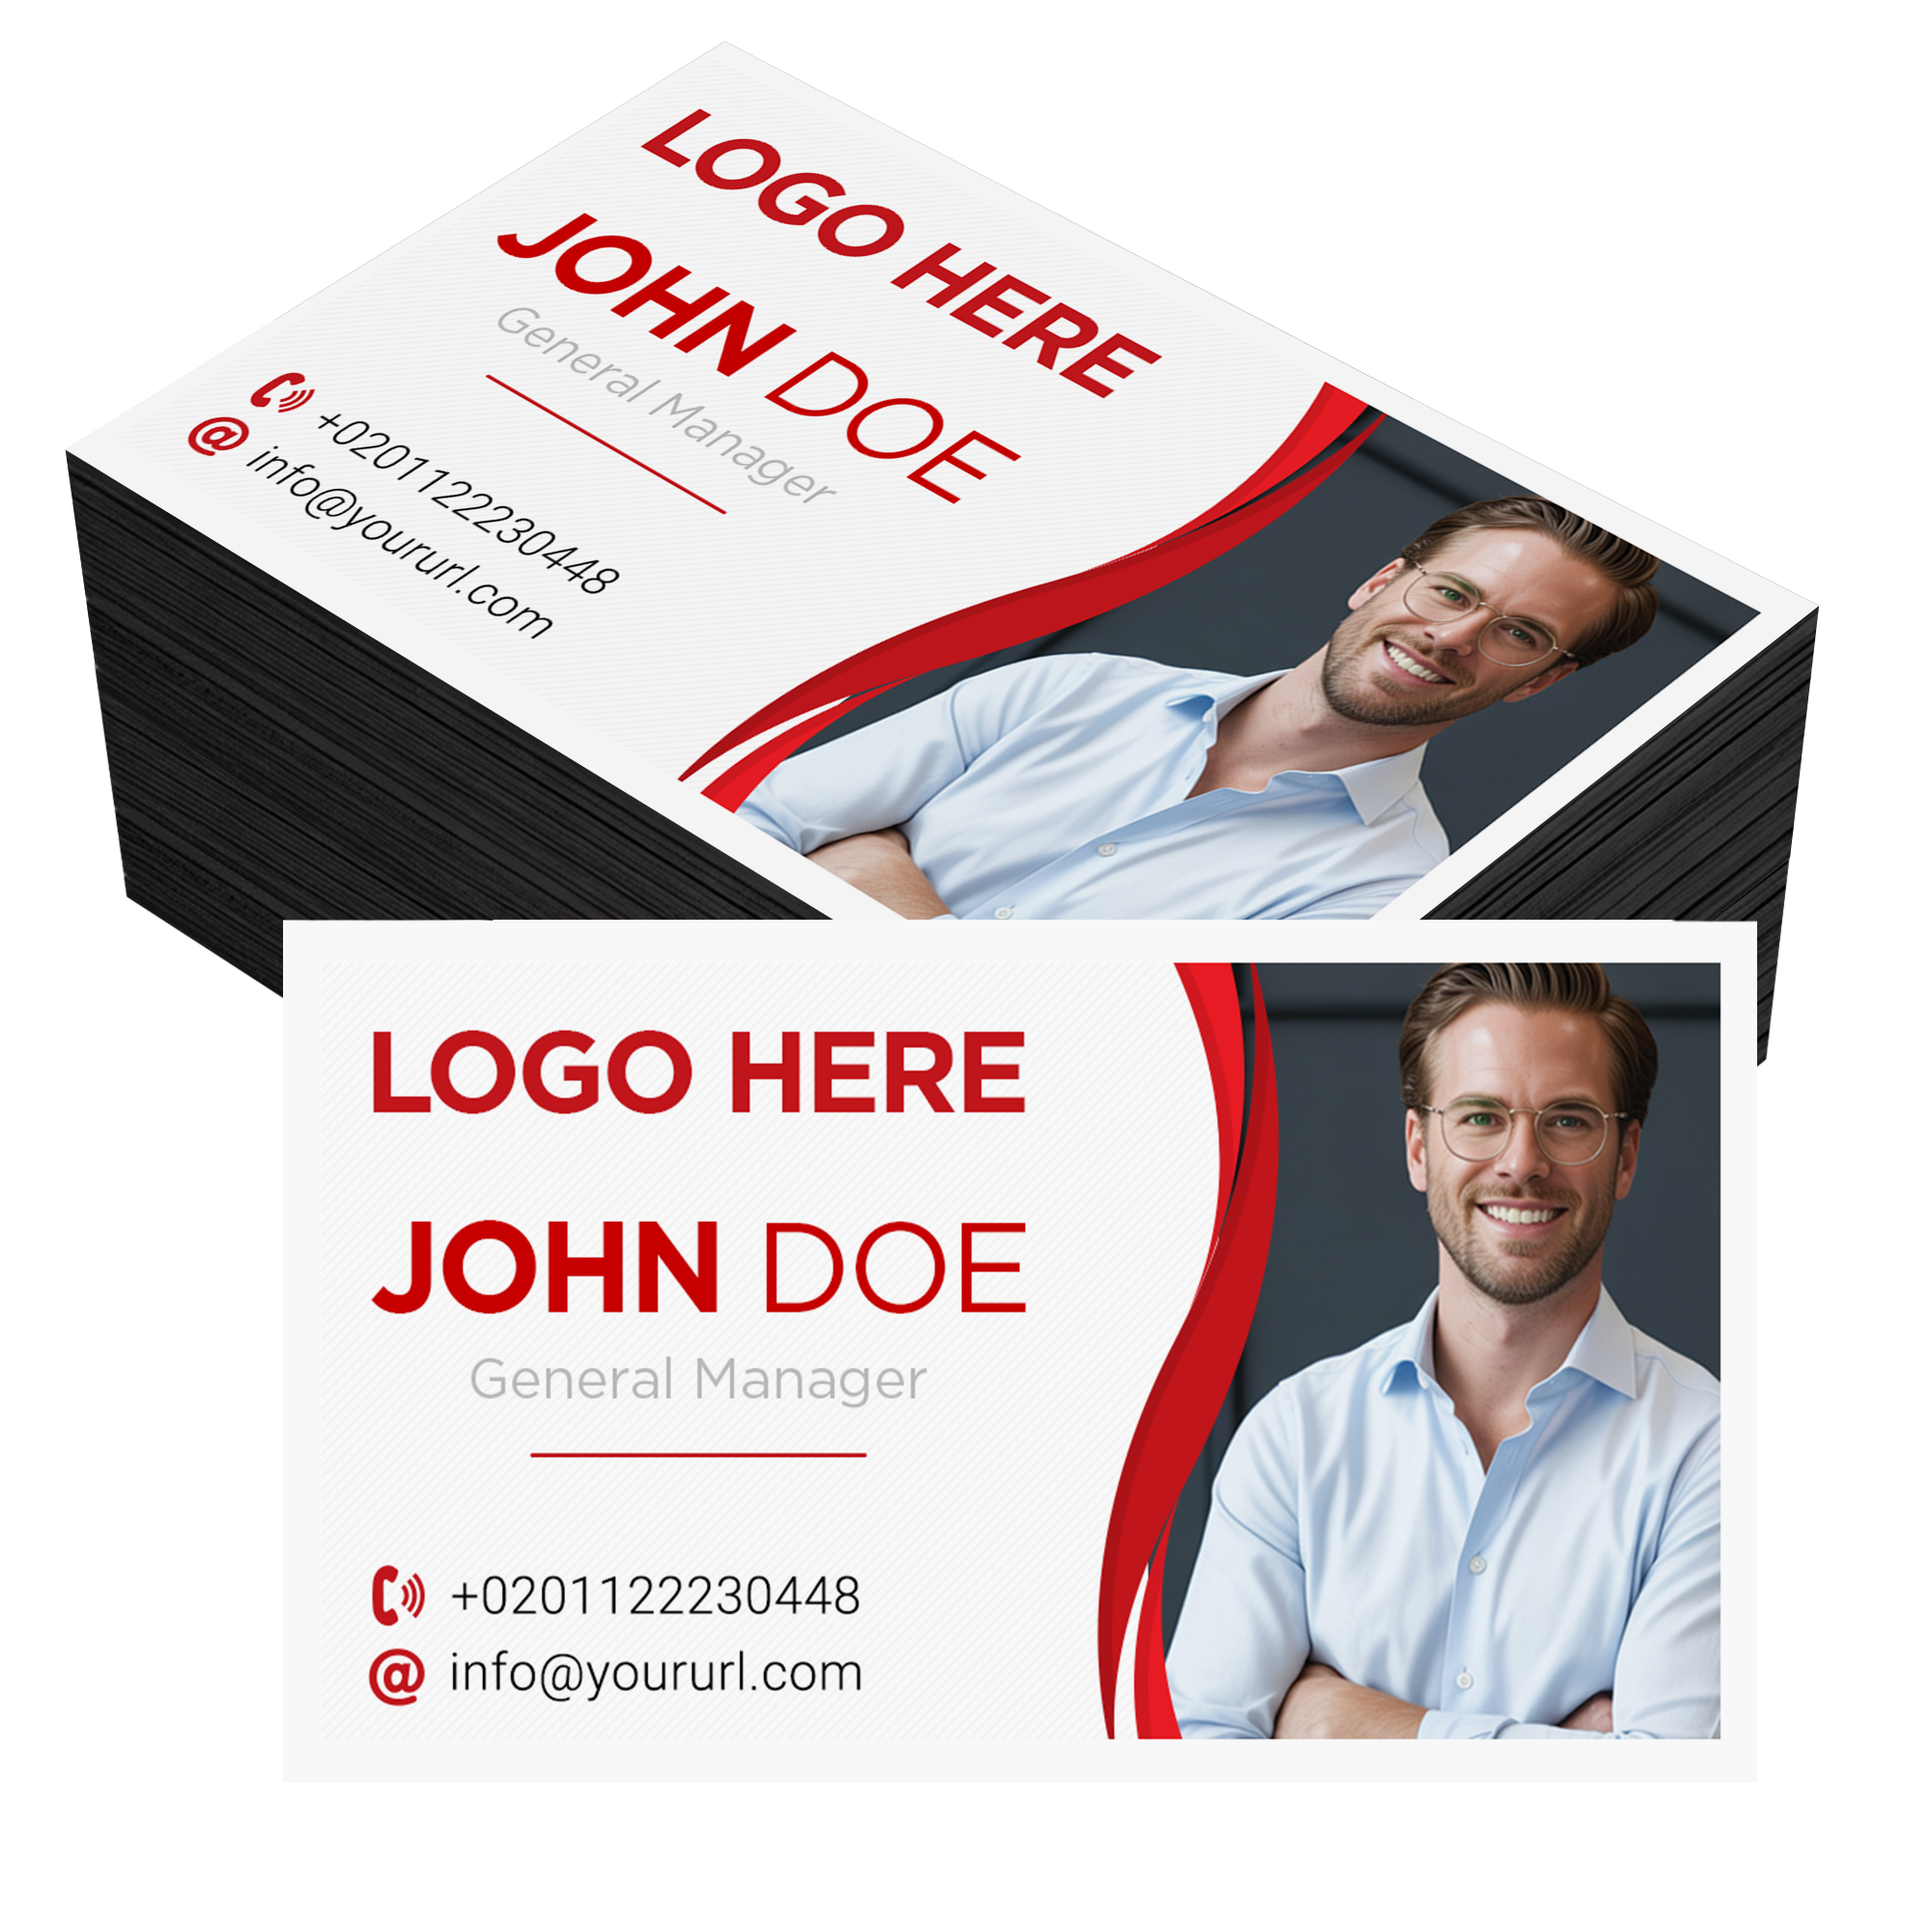 LOGO HERE
JOHN DOE
General Manager
+0201122230448
info@yoururl.com
LOGO HERE
JOHN DOE
General Manager
+0201122230448
info@yoururl.com